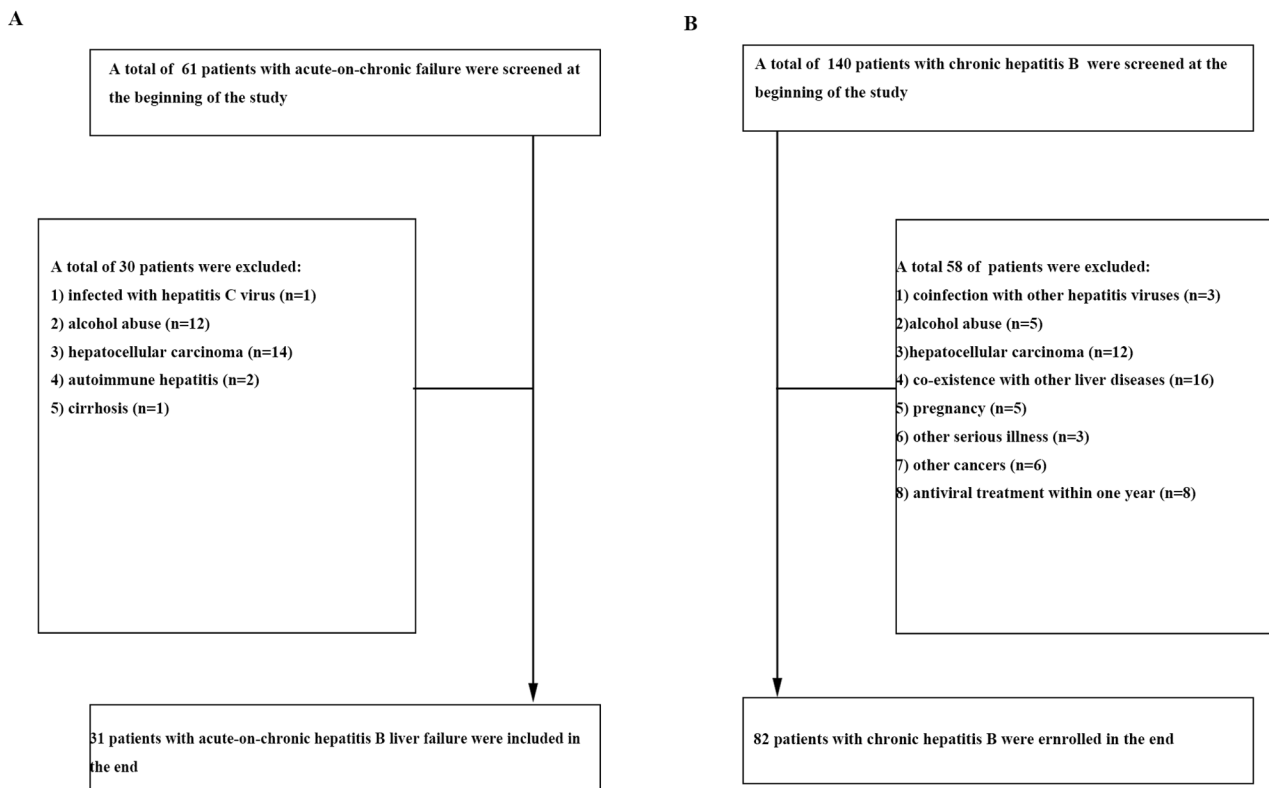 A
A total of 61 patients with acute-on-chronic failure were screened at
the beginning of the study
A total of 30 patients were excluded:
1) infected with hepatitis C virus (n=1)
2) alcohol abuse (n=12)
3) hepatocellular carcinoma (n=14)
4) autoimmune hepatitis (n=2)
5) cirrhosis (n=1)
31 patients with acute-on-chronic hepatitis B liver failure were included in
the end
B
A total of 140 patients with chronic hepatitis B were screened at the
beginning of the study
A total 58 of patients were excluded:
1) coinfection with other hepatitis viruses (n=3)
2)alcohol abuse (n=5)
3)hepatocellular carcinoma (n=12)
4) co-existence with other liver diseases (n=16)
5) pregnancy (n=5)
6) other serious illness (n=3)
7) other cancers (n=6)
8) antiviral treatment within one year (n=8)
82 patients with chronic hepatitis B were ernrolled in the end